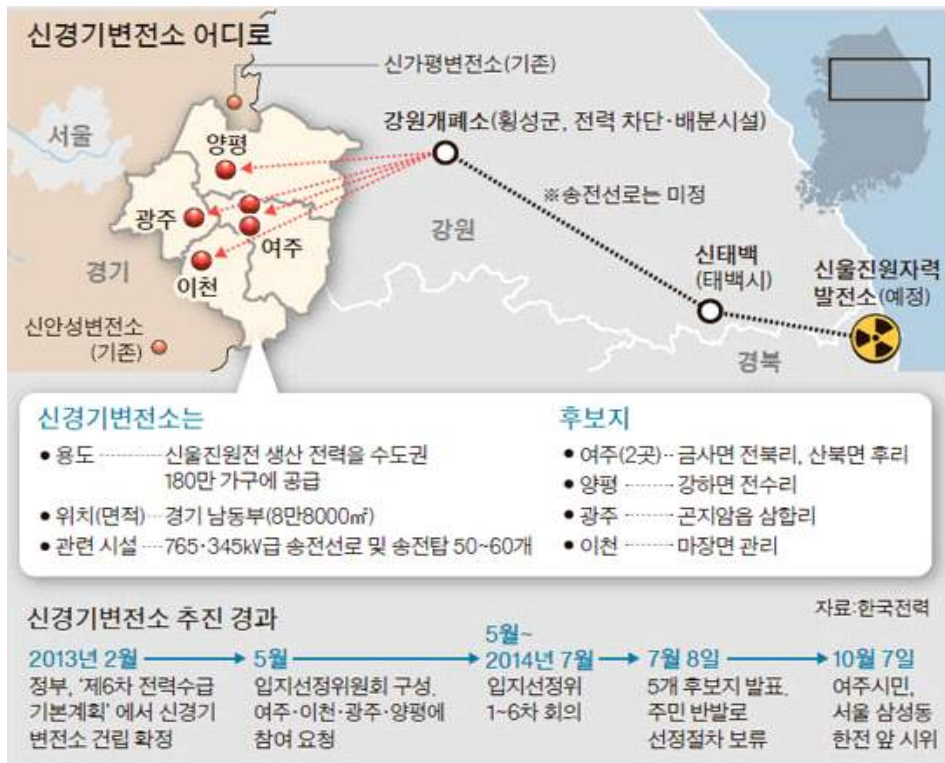 신경기변전소 어디로
신가평변전소(기존)
강원개폐소(횡성군, 전력 차단·배분시설)
서울
양평
※송전선로는 미정
광주
여주
강원
이천
경기
신태백
(태백시)
신울진원자력
발전소(예정)
신안성변전소
(기존)
경북
신경기변전소는
● 용도 신울진원전 생산 전력을 수도권
180만 가구에 공급
● 위치(면적) 경기 남동부(8만8000㎡)
● 관련 시설 765·345㎸급 송전선로 및 송전탑 50~60개
후보지
● 여주(2곳) 금사면 전북리, 산북면 후리
● 양평 강하면 전수리
● 광주 곤지암읍 삼합리
● 이천 마장면 관리
자료:한국전력
신경기변전소 추진 경과
2013년 2월
정부, '제6차 전력수급
기본계획' 에서 신경기
변전소 건립 확정
5월
입지선정위원회 구성.
여주·이천·광주·양평에
참여 요청
5월~
2014년 7월
입지선정위
1~6차 회의
7월 8일
5개 후보지 발표.
주민 반발로
선정절차 보류
10월 7일
여주시민,
서울 삼성동
한전 앞 시위